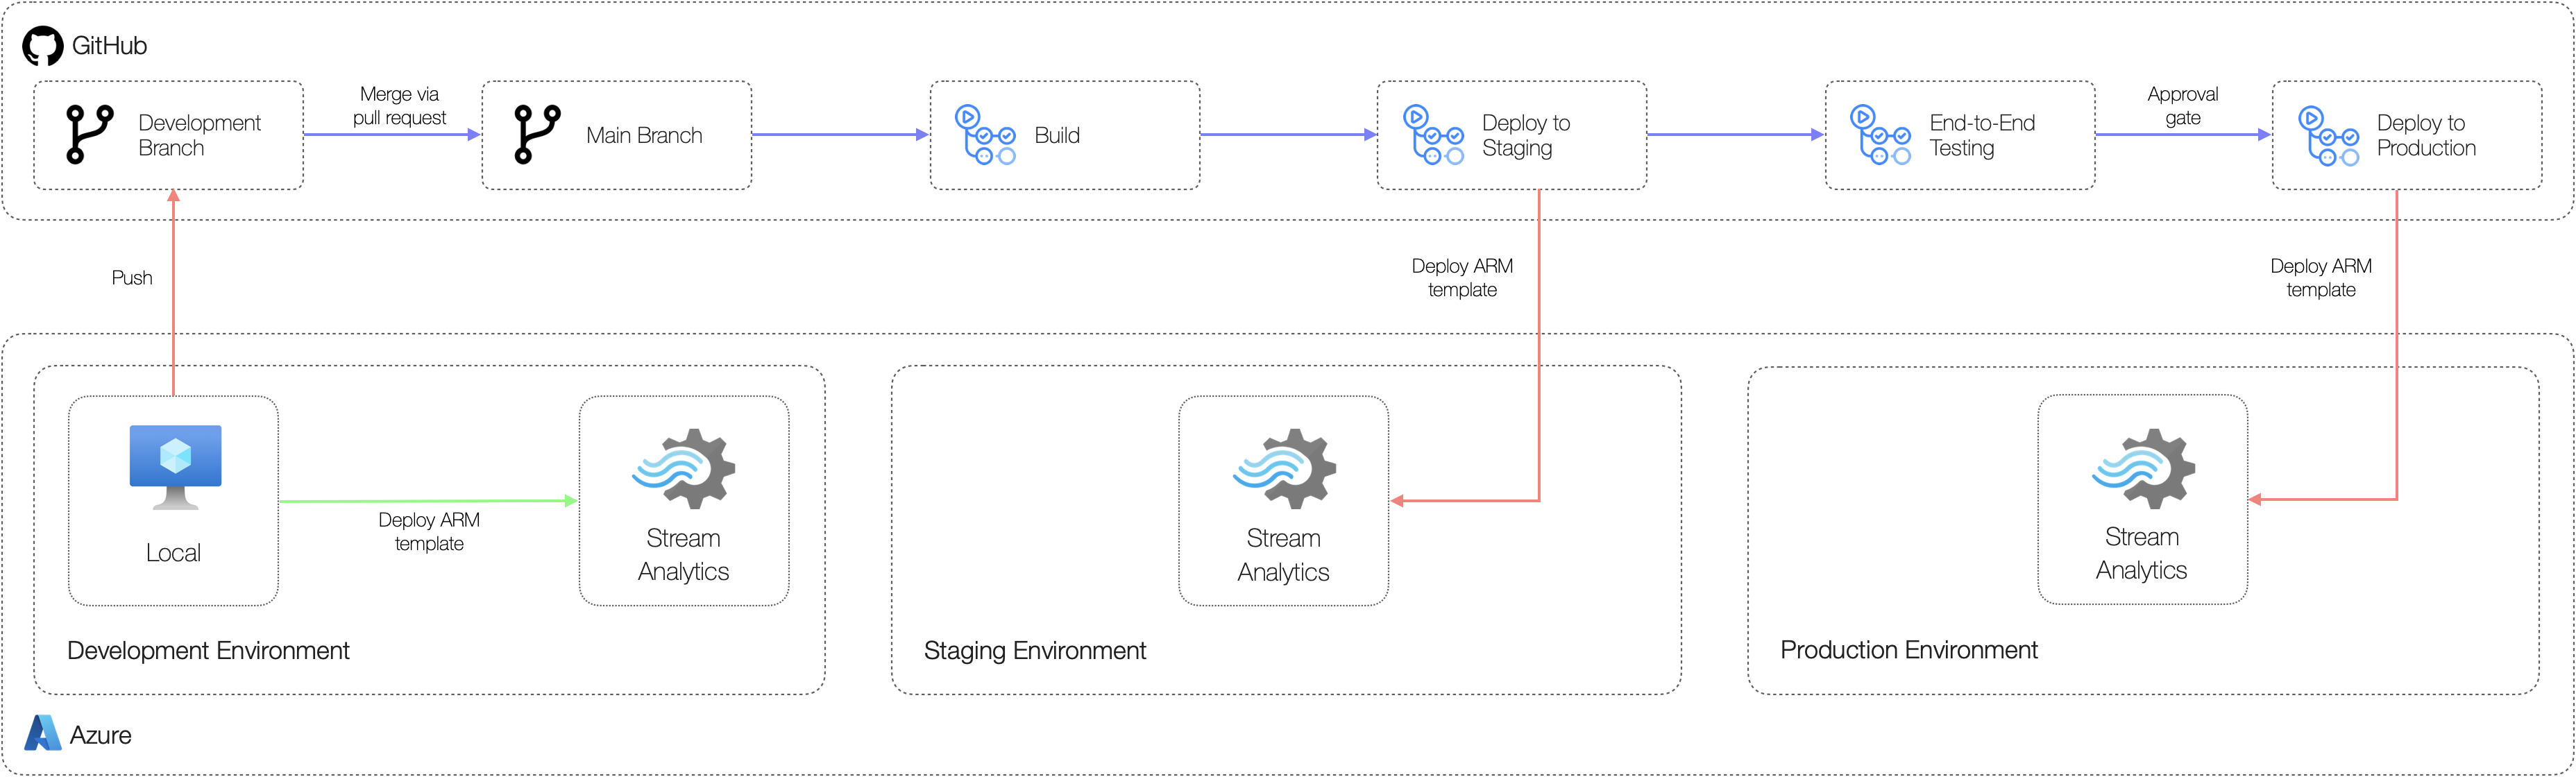 GitHub
Development
Branch
Merge via
pull request
Main Branch
Build
Deploy to
Staging
End-to-End
Testing
Approval
gate
Deploy to
Production
Push
Deploy ARM
template
Deploy ARM
template
Local
Deploy ARM
template
Stream
Analytics
Development Environment
Stream
Analytics
Staging Environment
Stream
Analytics
Production Environment
Azure